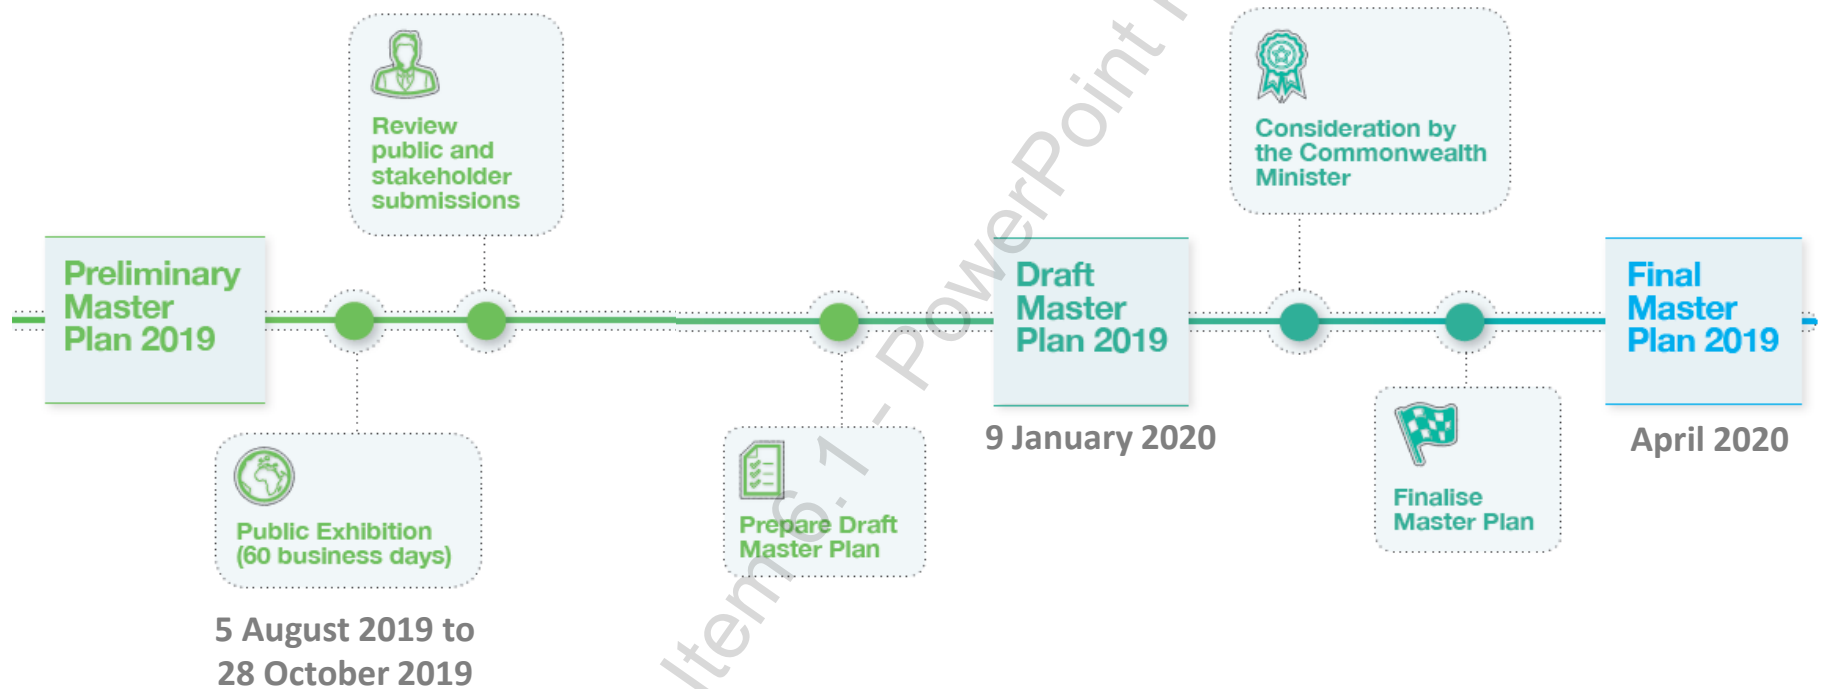 Review
public and
stakeholder
submissions
Consideration by
the Commonwealth
Minister
Preliminary
Master
Plan 2019
Draft
Master
Plan 2019
Final
Master
Plan 2019
9 January 2020
April 2020
Public Exhibition
(60 business days)
Prepare Draft
Master Plan
Finalise
Master Plan
5 August 2019 to
28 October 2019
Item 6.1 - PowerPoint